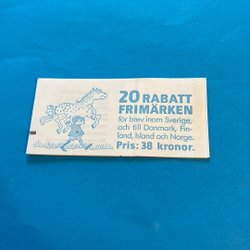 20 RABATT
FRIMÄRKEN
för brev inom Sverige,
och till Danmark, Fin-
land, Island och Norge.
Pris: 38 kronor.